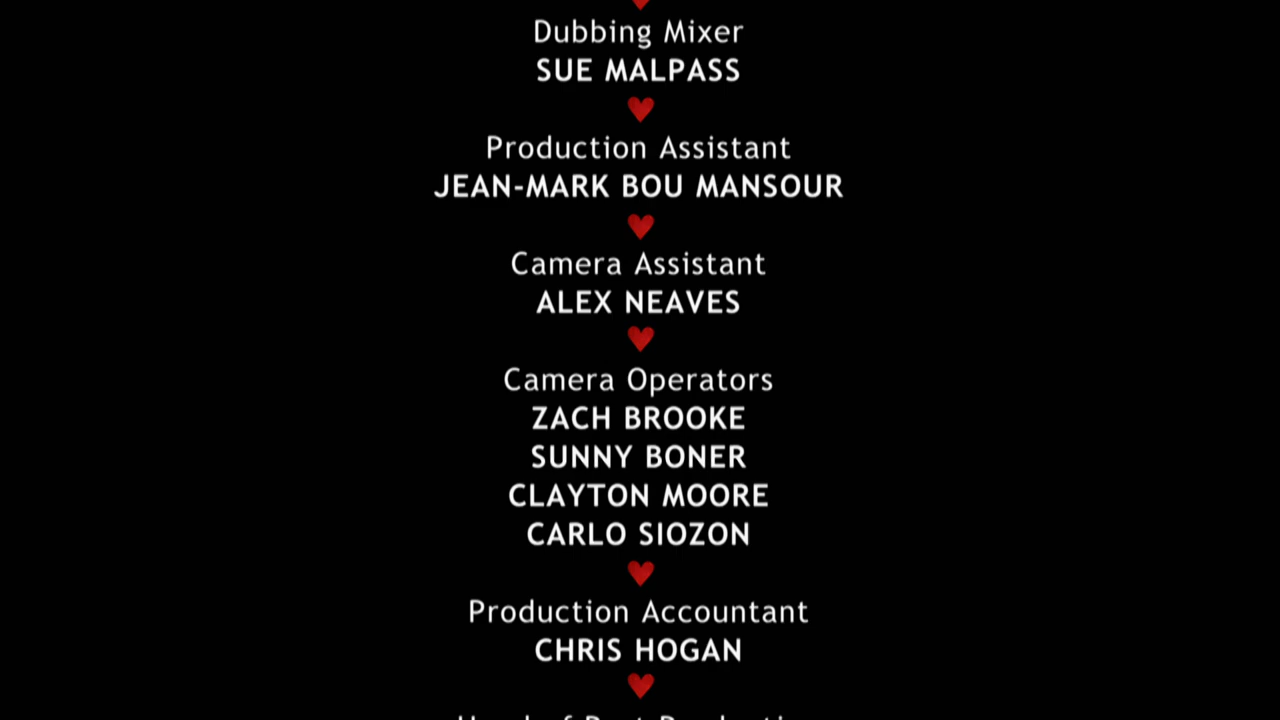 Dubbing Mixer
SUE MALPASS
Production Assistant
JEAN-MARK BOU MANSOUR
Camera Assistant
ALEX NEAVES
Camera Operators
ZACH BROOKE
SUNNY BONER
CLAYTON MOORE
CARLO SIOZON
Production Accountant
CHRIS HOGAN